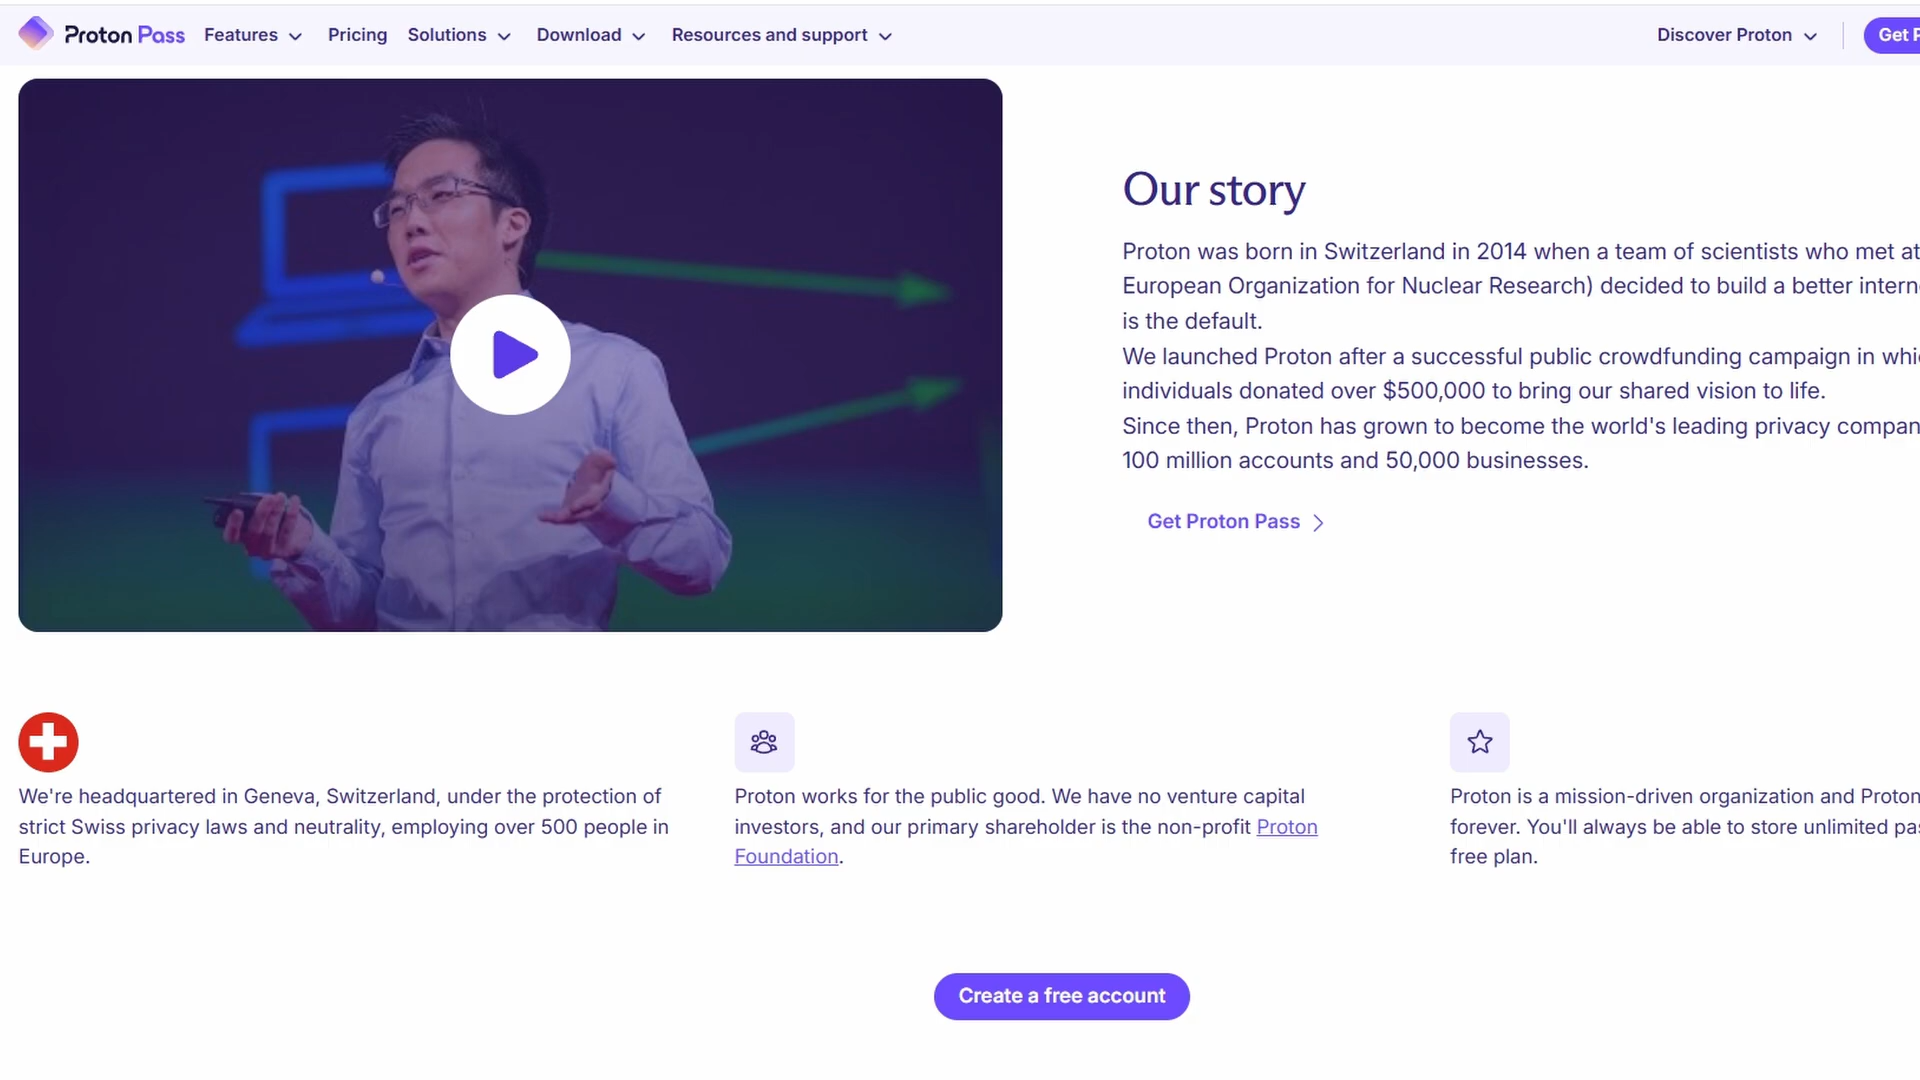 Proton Pass Features Pricing Solutions Download Resources and support Discover Proton Get
Our story
Proton was born in Switzerland in 2014 when a team of scientists who met at
European Organization for Nuclear Research) decided to build a better
is the default.
We launched Proton after a successful public crowdfunding campaign in
individuals donated over $500,000 to bring our shared vision to life.
Since then, Proton has grown to become the world's leading privacy
100 million accounts and 50,000 businesses.
Get Proton Pass
We're headquartered in Geneva, Switzerland, under the protection of
strict Swiss privacy laws and neutrality, employing over 500 people in
Europe.
Proton works for the public good. We have no venture capital
investors, and our primary shareholder is the non-profit Proton
Foundation.
Proton is a mission-driven organization and Proton
forever. You'll always be able to store unlimited
free plan.
Create a free account